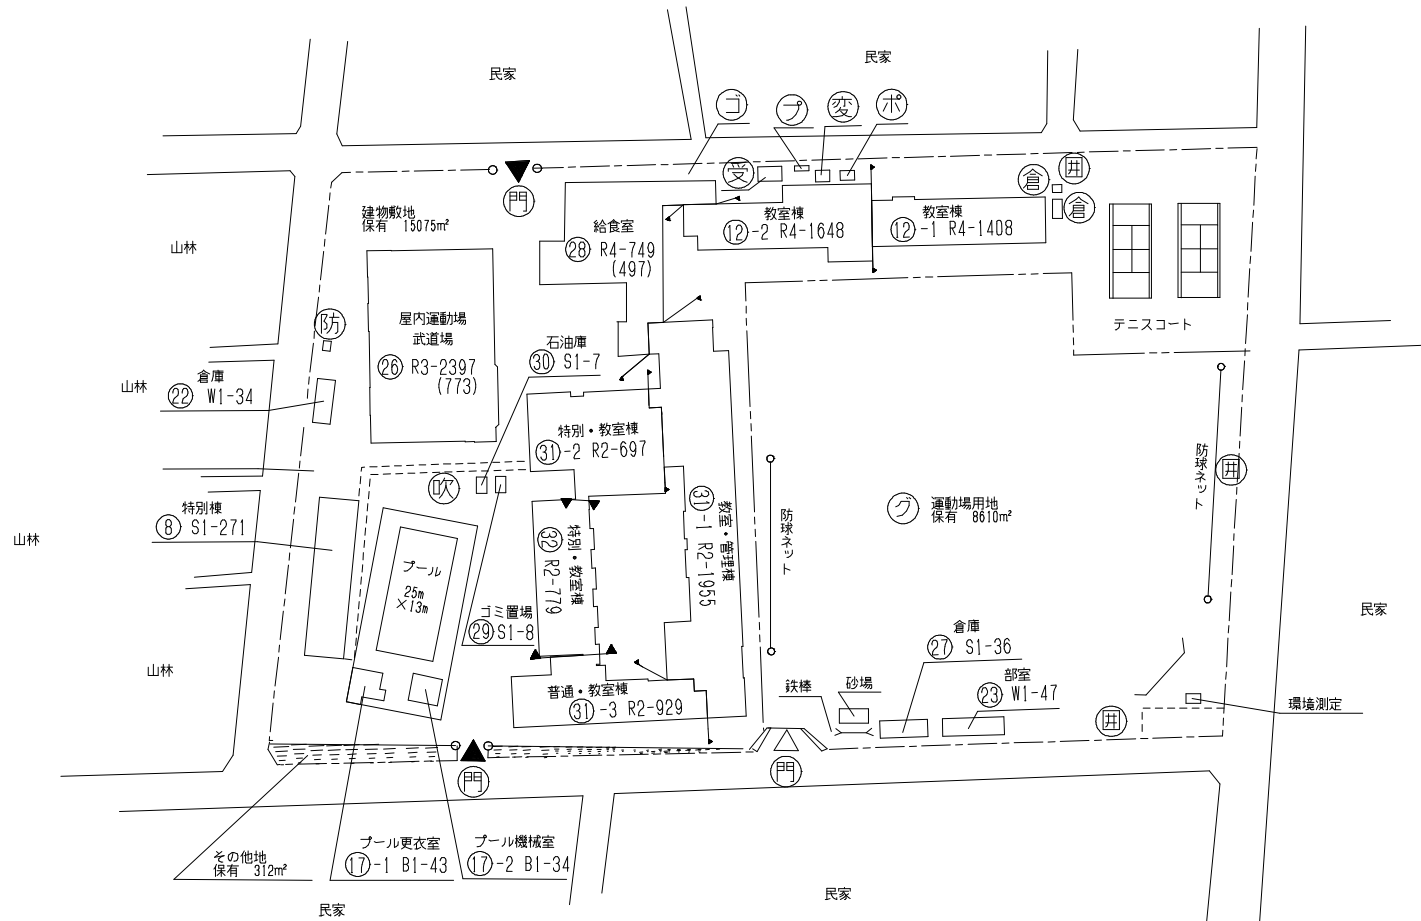 民家
民家
ゴ
プ
変
ポ
受
倉
囲
倉
門
建物敷地
保有 15075㎡
給食室
28 R4-749
(497)
教室棟
12-2 R4-1648
教室棟
12-1 R4-1408
山林
防
屋内運動場
武道場
26 R3-2397
(773)
石油庫
30 S1-7
テニスコート
山林
倉庫
22 W1-34
特別・教室棟
31-2 R2-697
防球ネット
囲
吹
特別棟
8 S1-271
山林
プール
25m
×13m
ゴミ置場
29 S1-8
特別・教室棟
32 R2-779
教室・管理棟
31-1 R2-1955
防球ネット
グ
運動場用地
保有 8610㎡
民家
山林
普通・教室棟
31-3 R2-929
鉄棒
砂場
倉庫
27 S1-36
部室
23 W1-47
囲
環境測定
門
門
その他地
保有 312㎡
プール更衣室
17-1 B1-43
プール機械室
17-2 B1-34
民家
民家